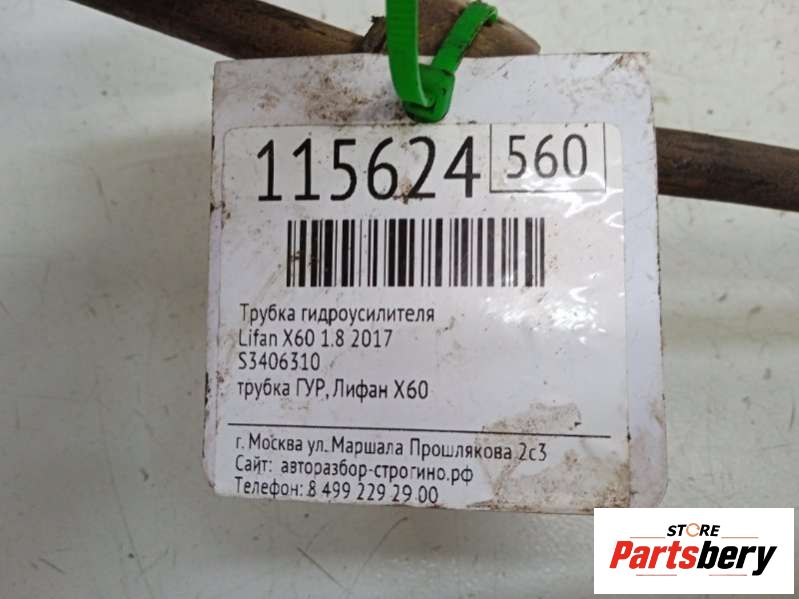 115624 560
Трубка гидроусилителя
Lifan X60 1.8 2017
S3406310
трубка ГУР, Лифан Х60
г. Москва ул. Маршала Прошлякова 2с3
Сайт: авторазбор-строгино.рф
Телефон: 8 499 229 29 00
STORE
Partsbery